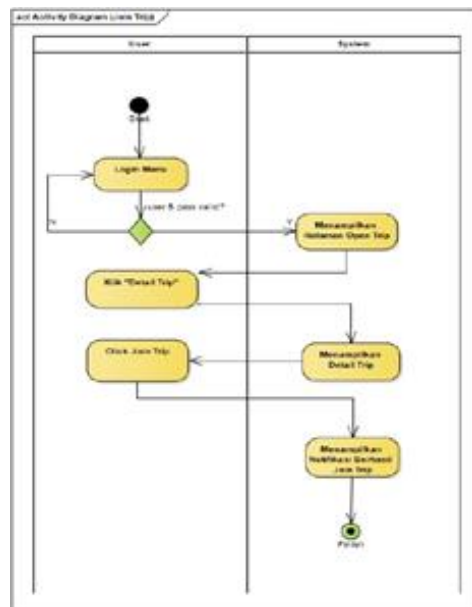 act Activity Diagram Join Trip
User
System
Start
Login Menu
user & pass valid?
N
Y
Menampilkan
Halaman Open Trip
Klik "Detail Trip"
Click Join Trip
Menampilkan
Detail Trip
Menampilkan
Notifikasi Berhasil
Join Trip